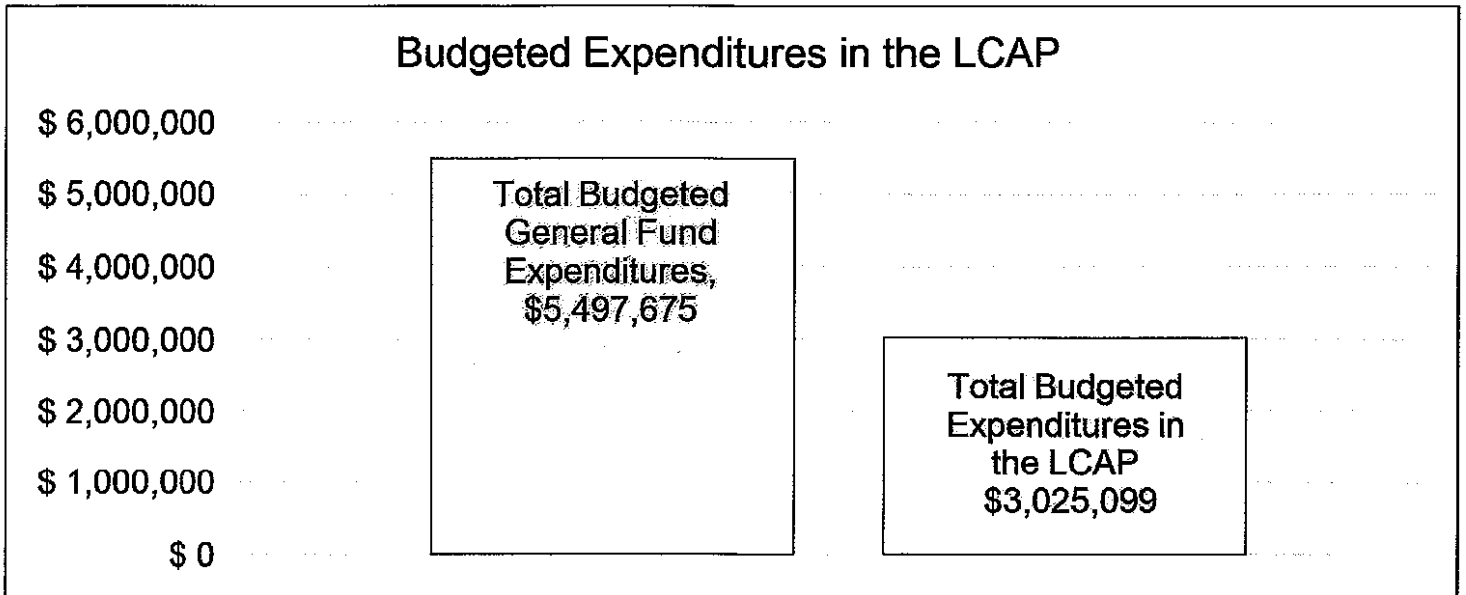 Budgeted Expenditures in the LCAP
$ 6,000,000
$ 5,000,000
$ 4,000,000
$ 3,000,000
$ 2,000,000
$ 1,000,000
$ 0
Total Budgeted
General Fund
Expenditures,
$5,497,675
Total Budgeted
Expenditures in
the LCAP
$3,025,099